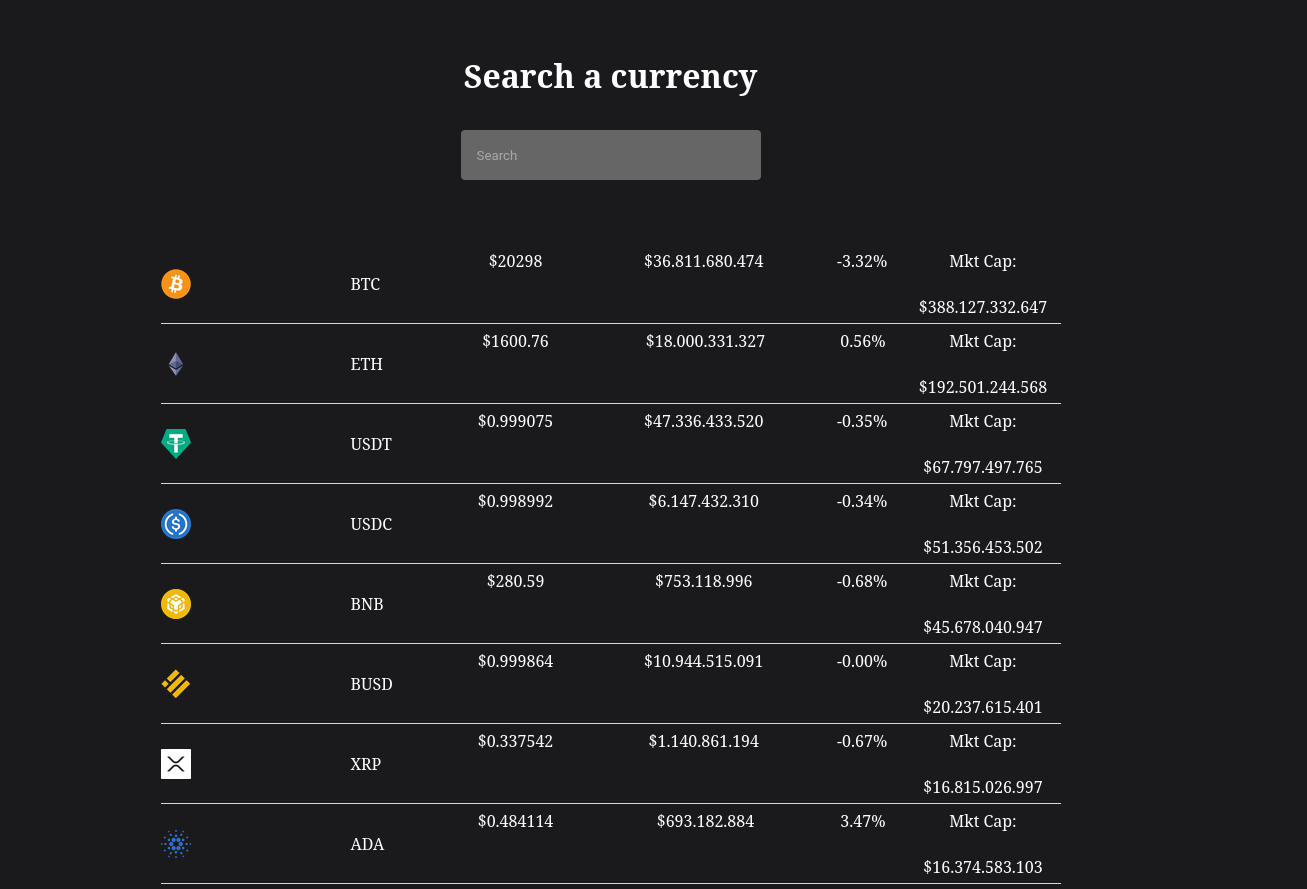 Search a currency
Search
BTC $20298 $36.811.680.474 -3.32% Mkt Cap:
$388.127.332.647
ETH $1600.76 $18.000.331.327 0.56% Mkt Cap:
$192.501.244.568
USDT $0.999075 $47.336.433.520 -0.35% Mkt Cap:
$67.797.497.765
USDC $0.998992 $6.147.432.310 -0.34% Mkt Cap:
$51.356.453.502
BNB $280.59 $753.118.996 -0.68% Mkt Cap:
$45.678.040.947
BUSD $0.999864 $10.944.515.091 -0.00% Mkt Cap:
$20.237.615.401
XRP $0.337542 $1.140.861.194 -0.67% Mkt Cap:
$16.815.026.997
ADA $0.484114 $693.182.884 3.47% Mkt Cap:
$16.374.583.103